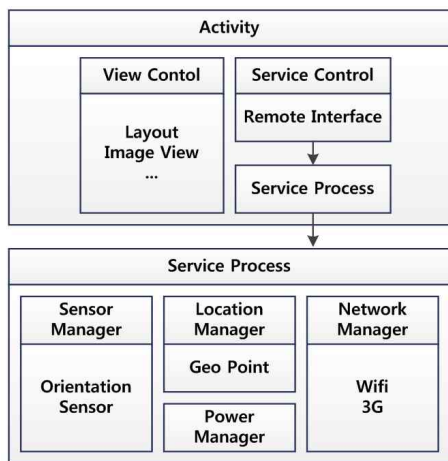 Activity
View Contol
Layout
Image View
...
Service Control
Remote Interface
Service Process
Service Process
Sensor
Manager
Orientation
Sensor
Location
Manager
Geo Point
Power
Manager
Network
Manager
Wifi
3G